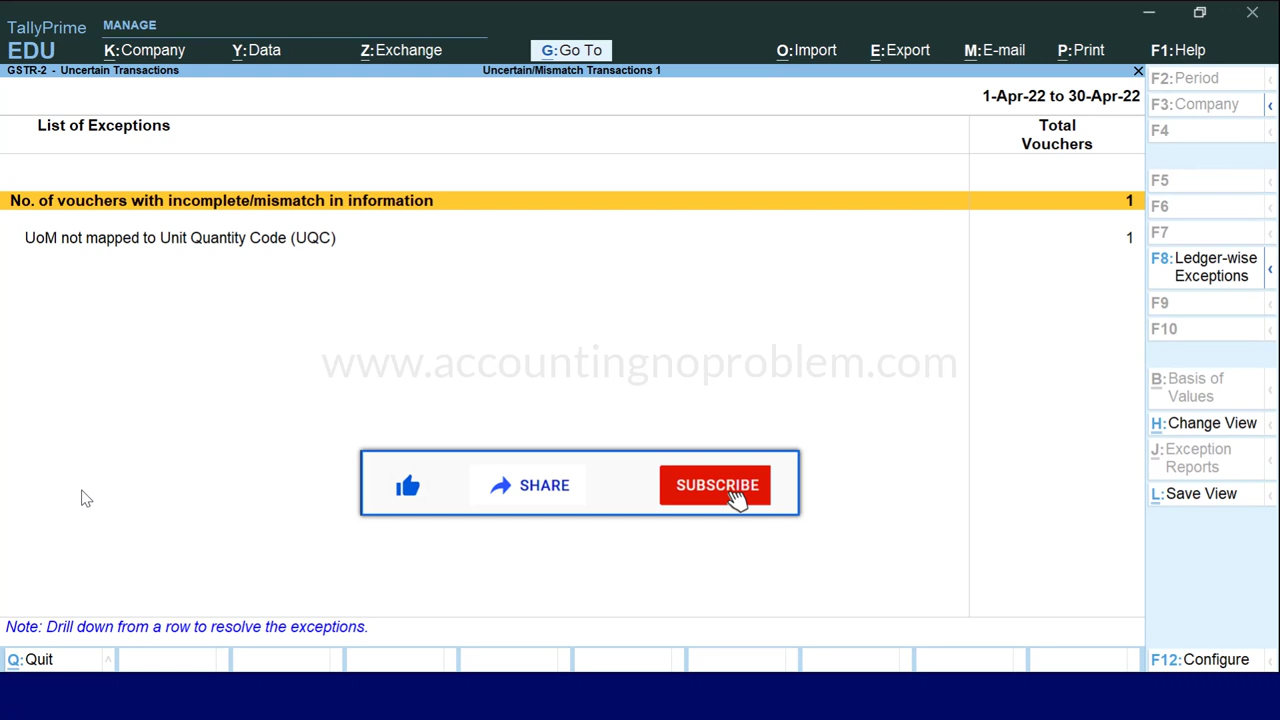 TallyPrime
EDU
MANAGE
K:Company Y:Data Z:Exchange G:Go To O:Import E:Export M:E-mail P:Print F1:Help
GSTR-2 - Uncertain Transactions Uncertain/Mismatch Transactions 1
1-Apr-22 to 30-Apr-22
List of Exceptions Total
Vouchers
No. of vouchers with incomplete/mismatch in information 1
UoM not mapped to Unit Quantity Code (UQC) 1
www.accountingnoproblem.com
SHARE SUBSCRIBE
Note: Drill down from a row to resolve the exceptions.
Q:Quit
F2:Period
F3:Company
F4
F5
F6
F7
F8:Ledger-wise
Exceptions
F9
F10
B:Basis of
Values
H:Change View
J:Exception
Reports
L:Save View
F12:Configure